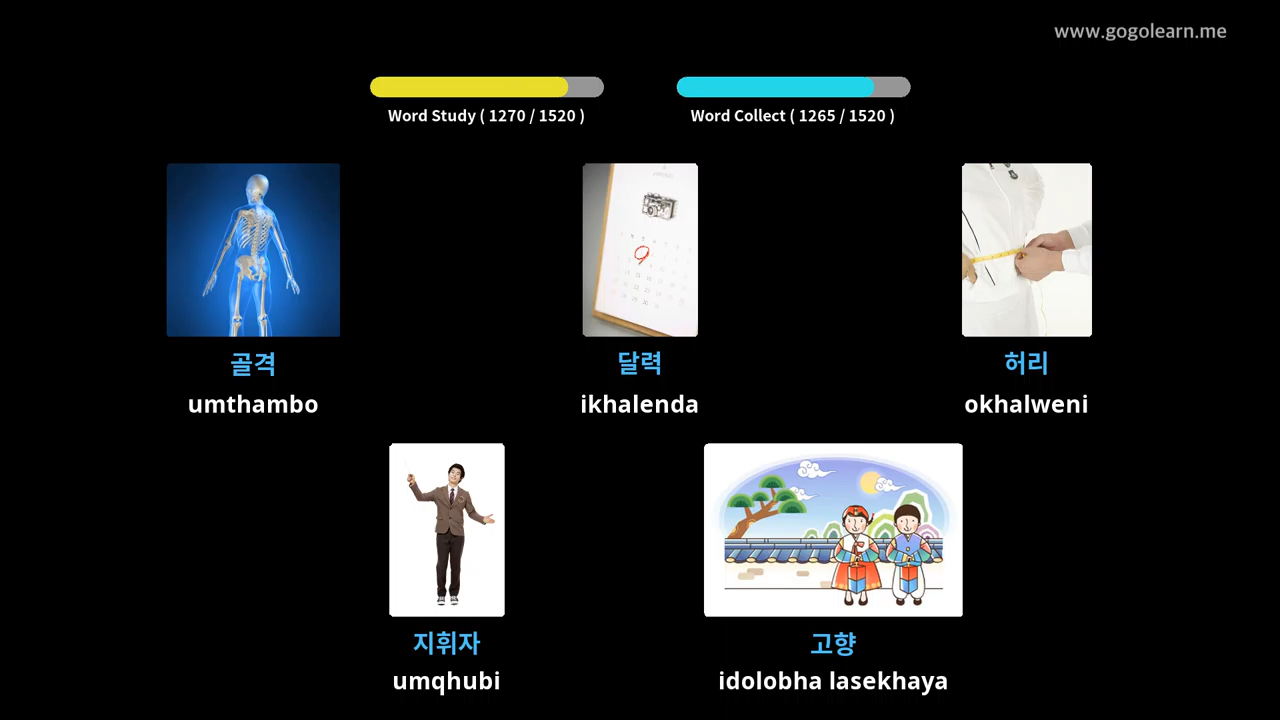 www.gogolearn.me
Word Study ( 1270 / 1520 )
Word Collect ( 1265 / 1520 )
골격
달력
허리
umthambo
ikhalenda
okhalweni
지휘자
고향
umqhubi
idolobha lasekhaya